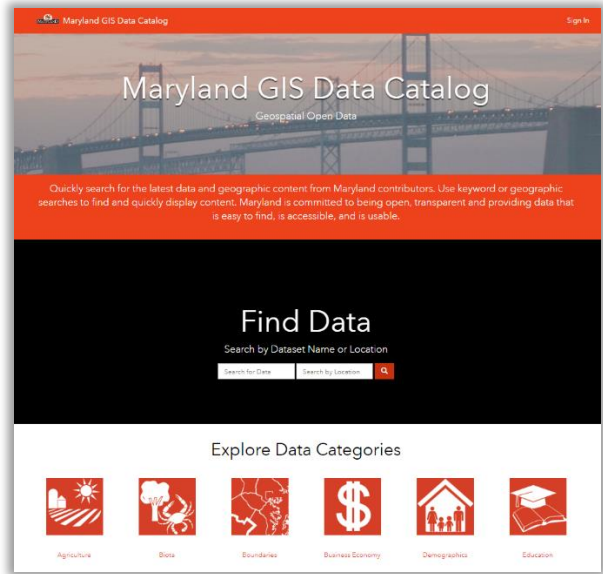 Maryland GIS Data Catalog
Sign In
Maryland GIS Data Catalog
Geospatial Open Data
Quickly search for the latest data and geographic content from Maryland contributors. Use keyword or geographic
searches to find and quickly display content. Maryland is committed to being open, transparent and providing data that
is easy to find, is accessible, and is usable.
Find Data
Search by Dataset Name or Location
Search for Data
Search by Location
Explore Data Categories
Agriculture
Biota
Boundaries
Business Economy
Demographics
Education